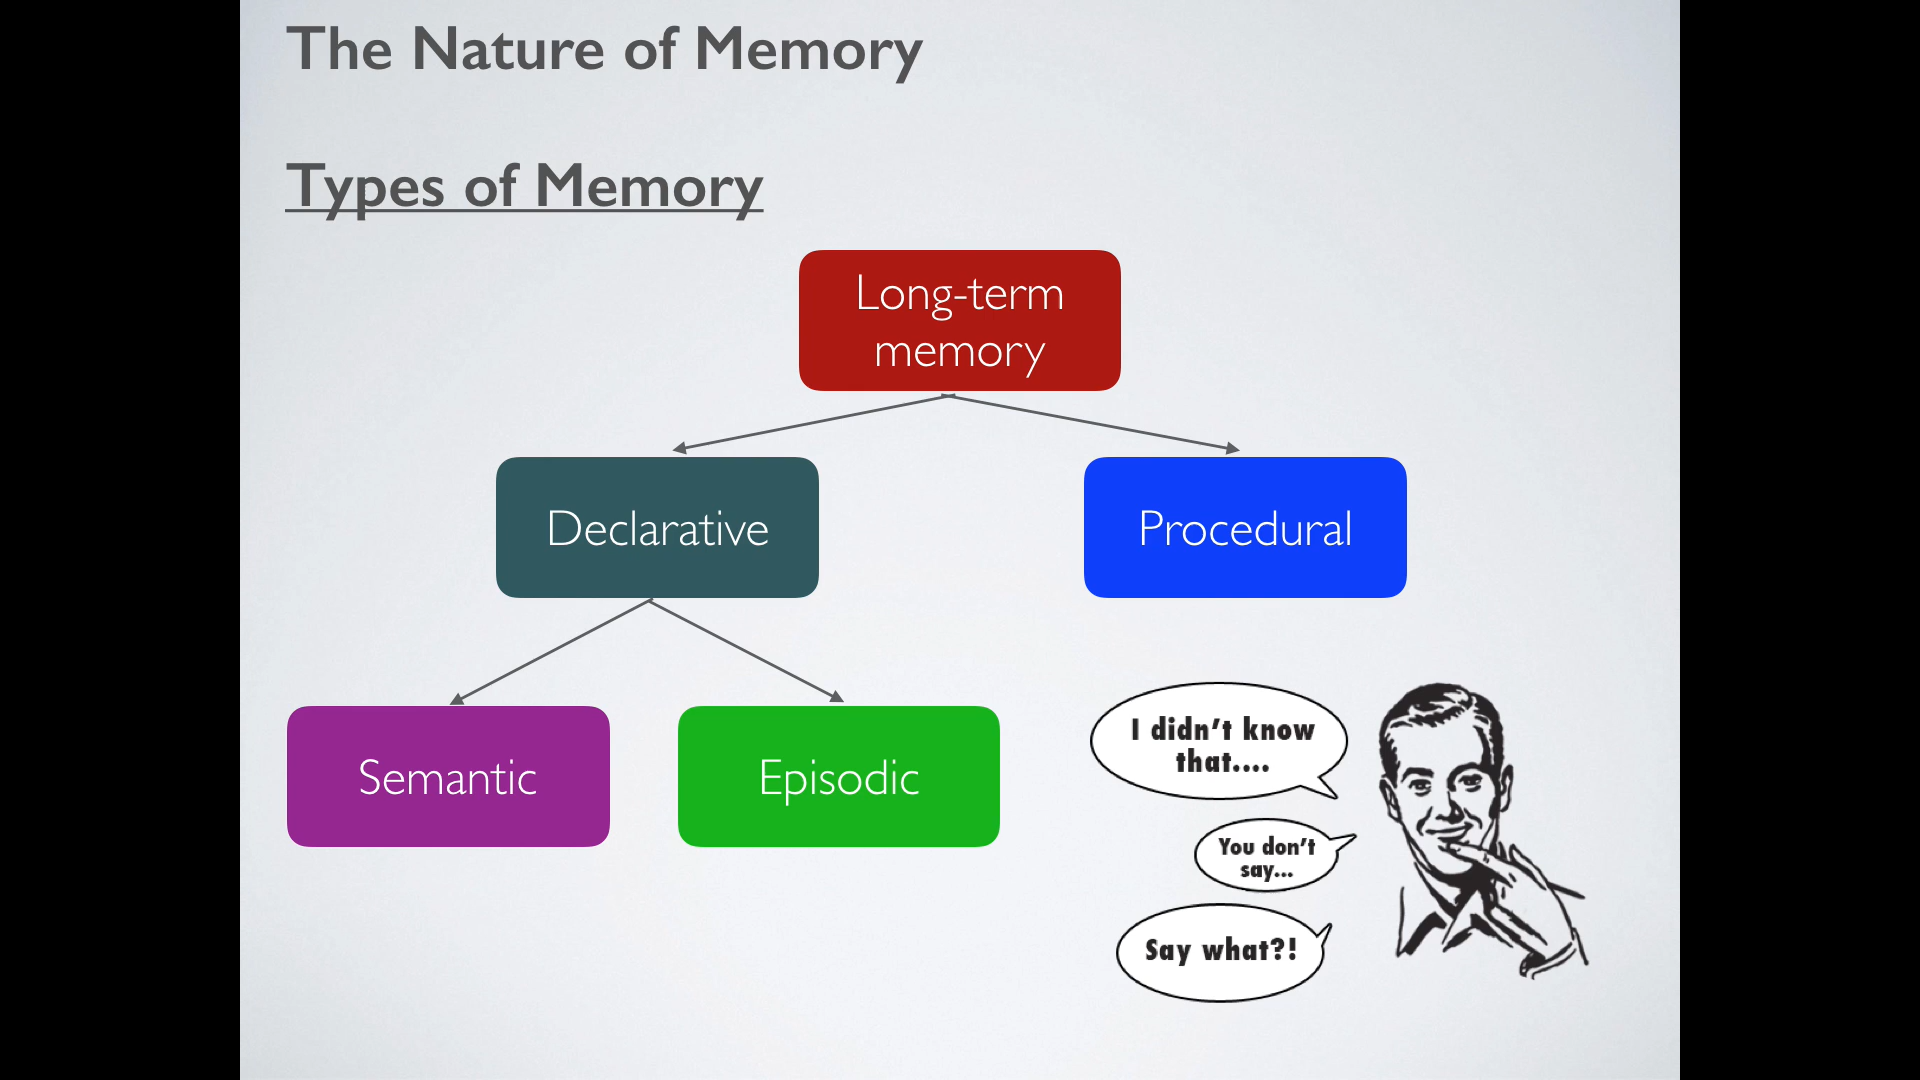 The Nature of Memory
Types of Memory
Long-term
memory
Declarative
Procedural
Semantic
Episodic
I didn't know
that....
You don't
say...
Say what?!